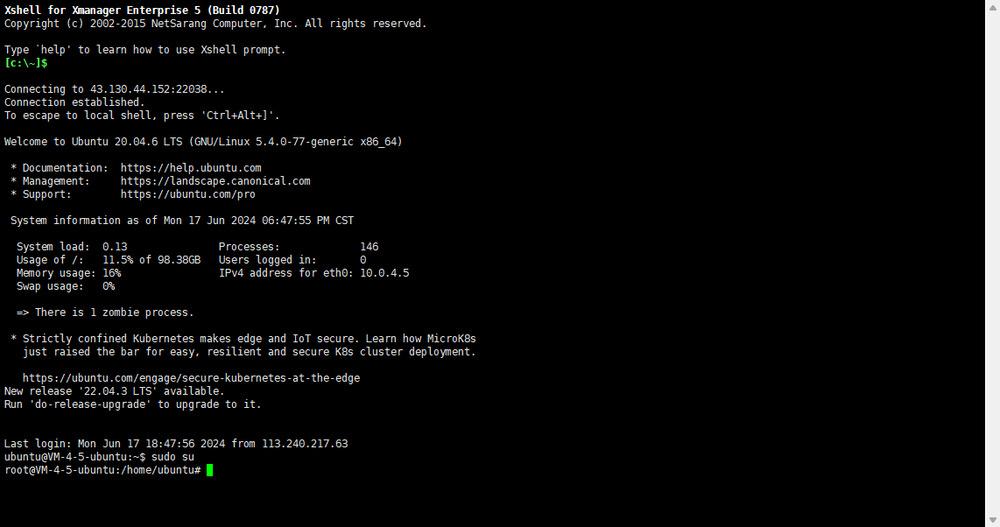 Xshell for Xmanager Enterprise 5 (Build 0787)
Copyright (c) 2002-2015 NetSarang Computer, Inc. All rights reserved.
Type `help' to learn how to use Xshell prompt.
[c:\~]$
Connecting to 43.130.44.152:22038...
Connection established.
To escape to local shell, press 'Ctrl+Alt+]'.
Welcome to Ubuntu 20.04.6 LTS (GNU/Linux 5.4.0-77-generic x86_64)
* Documentation:  https://help.ubuntu.com
* Management:     https://landscape.canonical.com
* Support:        https://ubuntu.com/pro
System information as of Mon 17 Jun 2024 06:47:55 PM CST
System load:  0.13               Processes:             146
Usage of /:   11.5% of 98.38GB   Users logged in:       0
Memory usage: 16%                IPv4 address for eth0: 10.0.4.5
Swap usage:   0%
=> There is 1 zombie process.
* Strictly confined Kubernetes makes edge and IoT secure. Learn how MicroK8s
just raised the bar for easy, resilient and secure K8s cluster deployment.
https://ubuntu.com/engage/secure-kubernetes-at-the-edge
New release '22.04.3 LTS' available.
Run 'do-release-upgrade' to upgrade to it.
Last login: Mon Jun 17 18:47:56 2024 from 113.240.217.63
ubuntu@VM-4-5-ubuntu:~$ sudo su
root@VM-4-5-ubuntu:/home/ubuntu#